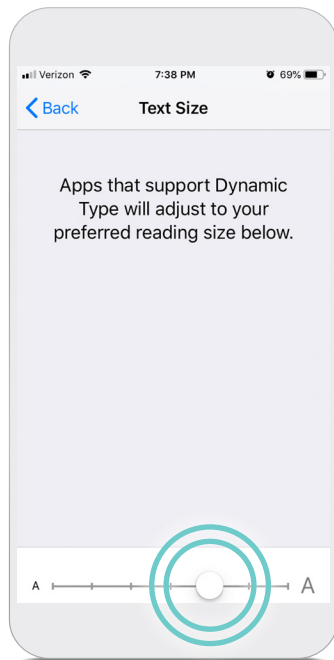 Verizon 7:38 PM 69%
Back Text Size
Apps that support Dynamic
Type will adjust to your
preferred reading size below.
A A